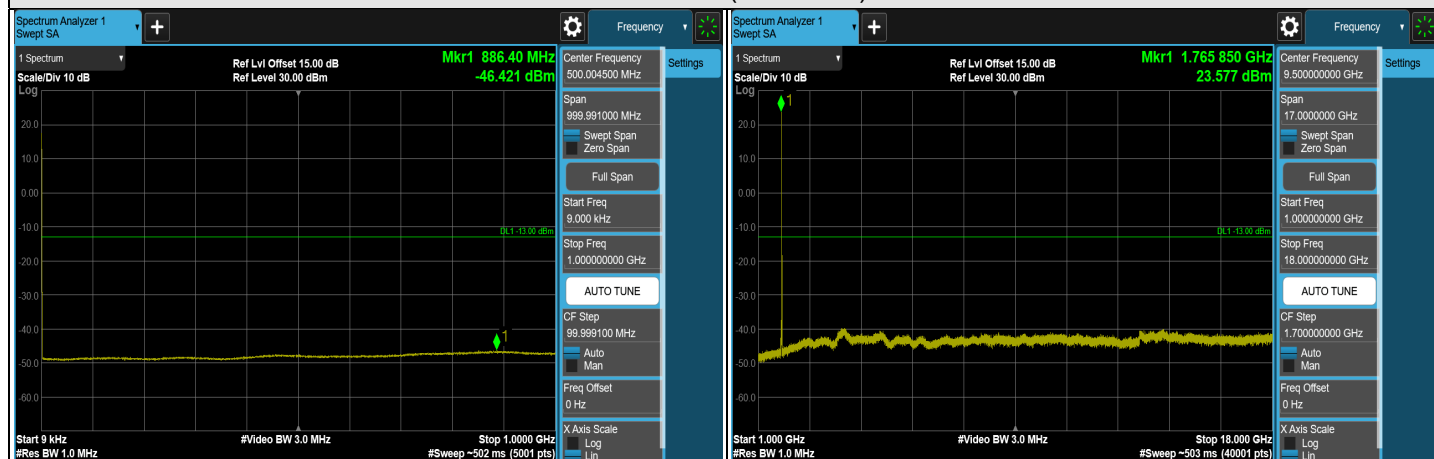 Spectrum Analyzer 1
Swept SA
Frequency
1 Spectrum
Scale/Div 10 dB
Log
Ref Lvl Offset 15.00 dB
Ref Level 30.00 dBm
Mkr1 886.40 MHz
-46.421 dBm
1
20.0
10.0
0.00
-10.0
-20.0
-30.0
-40.0
-50.0
-60.0
DL1 -13.00 dBm
Start 9 kHz
#Res BW 1.0 MHz
#Video BW 3.0 MHz
Stop 1.0000 GHz
#Sweep ~502 ms (5001 pts)
Center Frequency
500.004500 MHz
Settings
Span
999.991000 MHz
Swept Span
Zero Span
Full Span
Start Freq
9.000 kHz
Stop Freq
1.000000000 GHz
AUTO TUNE
CF Step
99.999100 MHz
Auto
Man
Freq Offset
0 Hz
X Axis Scale
Log
Lin
Spectrum Analyzer 1
Swept SA
Frequency
1 Spectrum
Scale/Div 10 dB
Log
Ref Lvl Offset 15.00 dB
Ref Level 30.00 dBm
Mkr1 1.765 850 GHz
23.577 dBm
1
20.0
10.0
0.00
-10.0
-20.0
-30.0
-40.0
-50.0
-60.0
DL1 -13.00 dBm
Start 1.000 GHz
#Res BW 1.0 MHz
#Video BW 3.0 MHz
Stop 18.000 GHz
#Sweep ~503 ms (40001 pts)
Center Frequency
9.500000000 GHz
Settings
Span
17.0000000 GHz
Swept Span
Zero Span
Full Span
Start Freq
1.000000000 GHz
Stop Freq
18.000000000 GHz
AUTO TUNE
CF Step
1.700000000 GHz
Auto
Man
Freq Offset
0 Hz
X Axis Scale
Log
Lin